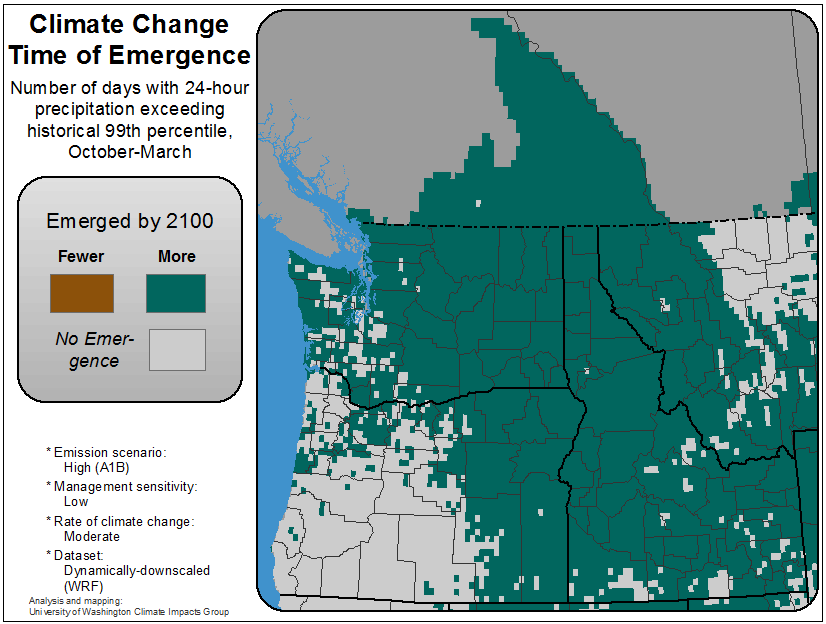 Climate Change
Time of Emergence
Number of days with 24-hour
precipitation exceeding
historical 99th percentile,
October-March
Emerged by 2100
Fewer
More
No Emer-
gence
* Emission scenario:
High (A1B)
* Management sensitivity:
Low
* Rate of climate change:
Moderate
* Dataset:
Dynamically-downscaled
(WRF)
Analysis and mapping:
University of Washington Climate Impacts Group